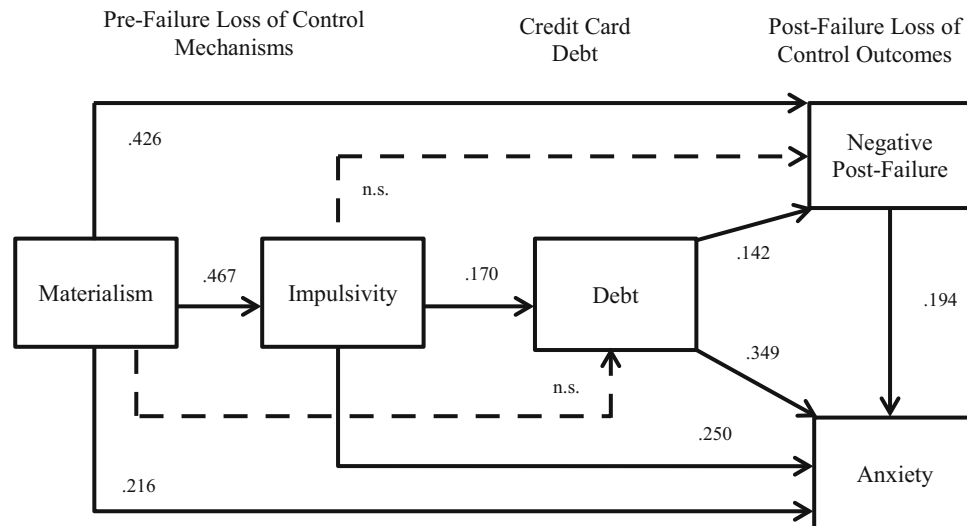 Pre-Failure Loss of Control
Mechanisms
Credit Card
Debt
Post-Failure Loss of
Control Outcomes
.426
Negative
Post-Failure
n.s.
Materialism
.467
Impulsivity
.170
Debt
.142
.194
.349
n.s.
.250
.216
Anxiety